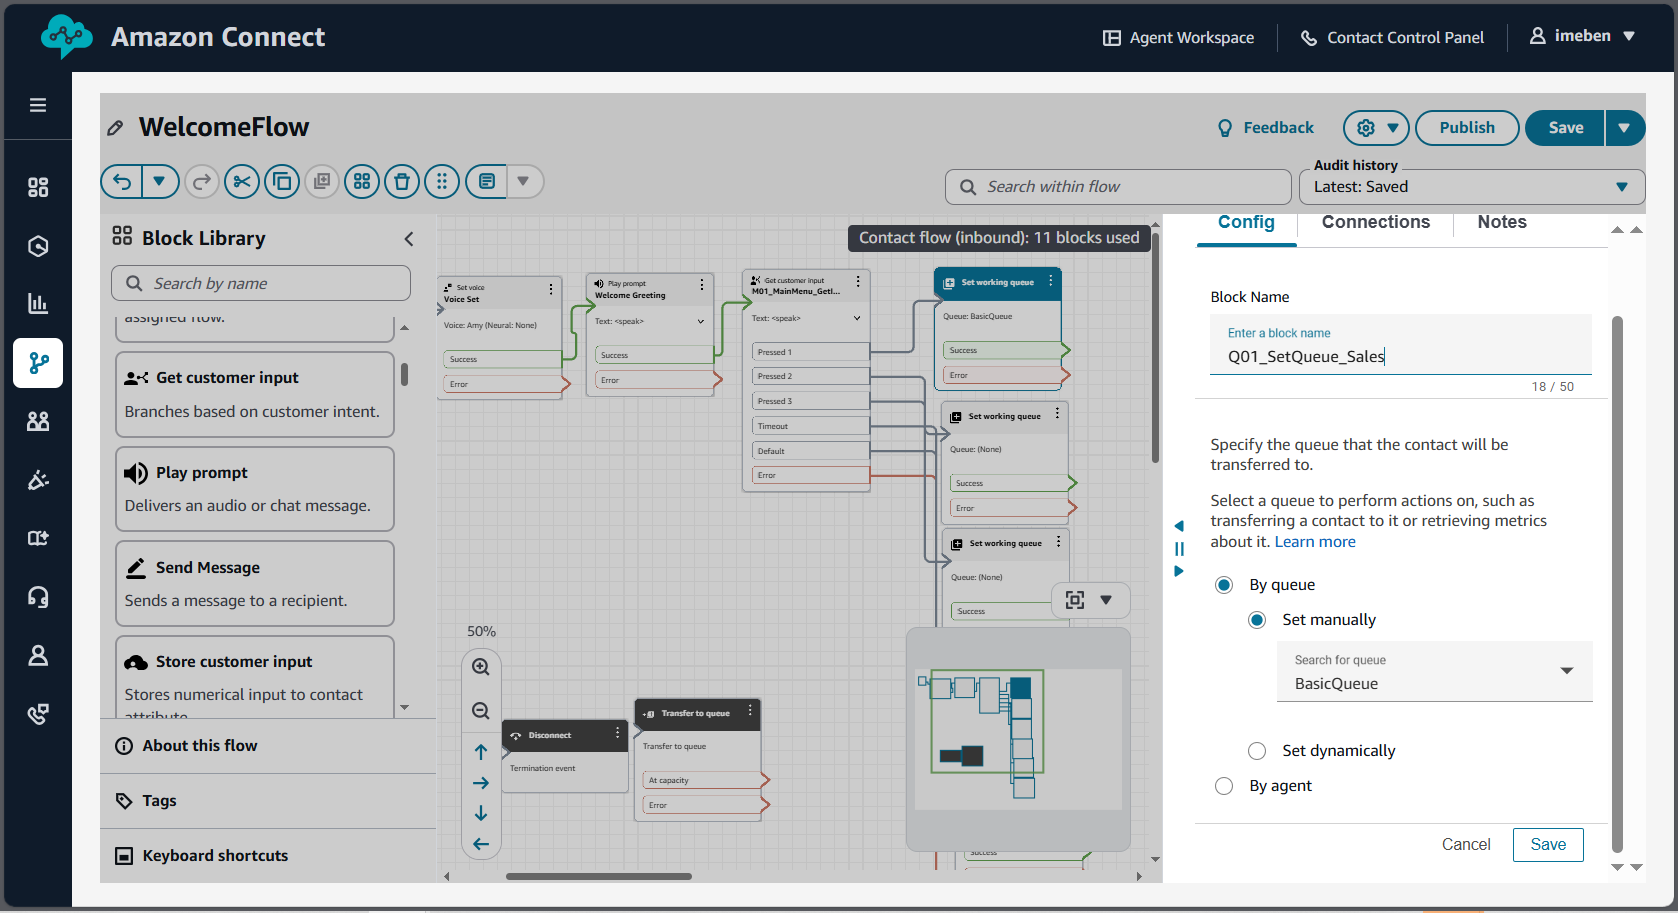 Amazon Connect
Agent Workspace
Contact Control Panel
imeben
WelcomeFlow
Feedback
Publish
Save
Search within flow
Audit history
Latest: Saved
Block Library
Search by name
assigned flow.
Get customer input
Branches based on customer intent.
Play prompt
Delivers an audio or chat message.
Send Message
Sends a message to a recipient.
Store customer input
Stores numerical input to contact
attribute.
About this flow
Tags
Keyboard shortcuts
Contact flow (inbound): 11 blocks used
Set voice
Voice Set
Voice: Amy (Neural: None)
Success
Error
Play prompt
Welcome Greeting
Text: <speak>
Success
Error
Get customer input
M01_MainMenu_GetI...
Text: <speak>
Pressed 1
Pressed 2
Pressed 3
Timeout
Default
Error
Set working queue
Queue: BasicQueue
Success
Error
Set working queue
Queue: (None)
Success
Error
Set working queue
Queue: (None)
Success
50%
Disconnect
Termination event
Transfer to queue
Transfer to queue
At capacity
Error
Success
Config
Connections
Notes
Block Name
Enter a block name
Q01_SetQueue_Sales
18 / 50
Specify the queue that the contact will be
transferred to.
Select a queue to perform actions on, such as
transferring a contact to it or retrieving metrics
about it. Learn more
By queue
Set manually
Search for queue
BasicQueue
Set dynamically
By agent
Cancel
Save